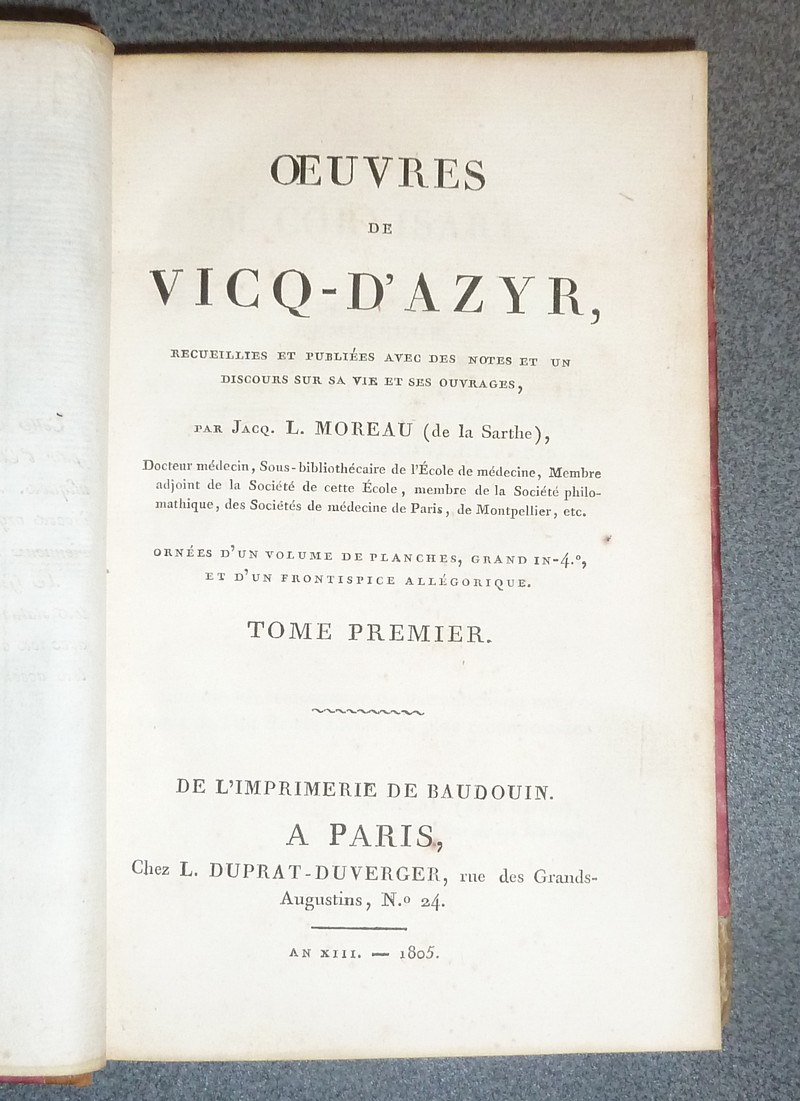 ŒUVRES
DE
VICQ-D'AZYR,
RECUEILLIES ET PUBLIÉES AVEC DES NOTES ET UN
DISCOURS SUR SA VIE ET SES OUVRAGES,
PAR JACQ. L. MOREAU (de la Sarthe),
Docteur médecin, Sous-bibliothécaire de l'École de médecine, Membre
adjoint de la Société de cette École, membre de la Société philo-
mathique, des Sociétés de médecine de Paris, de Montpellier, etc.
ORNÉES D'UN VOLUME DE PLANCHES, GRAND IN-4.º,
ET D'UN FRONTISPICE ALLÉGORIQUE.
TOME PREMIER.
DE L'IMPRIMERIE DE BAUDOUIN.
A PARIS,
Chez L. DUPRAT-DUVERGER, rue des Grands-
Augustins, N.º 24.
AN XIII. — 1805.